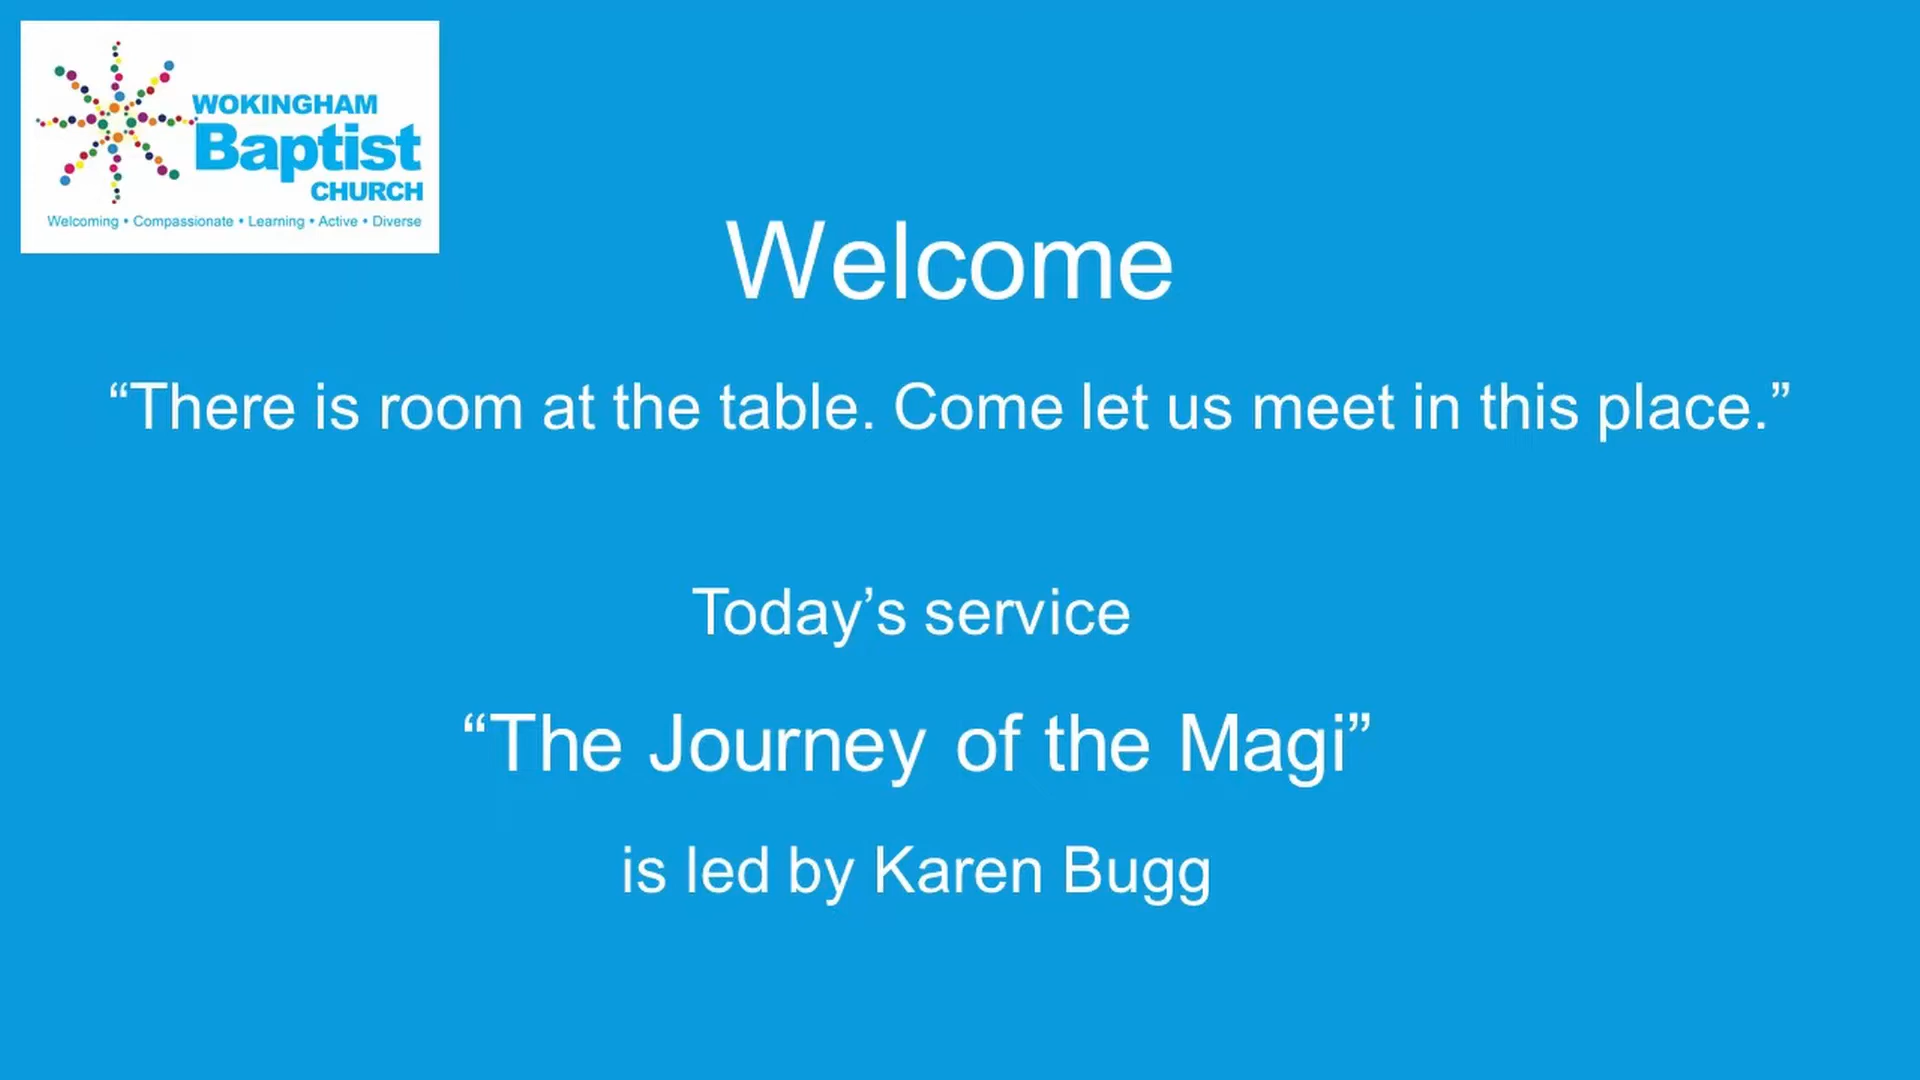 WOKINGHAM
Baptist
CHURCH
Welcoming • Compassionate • Learning • Active • Diverse
Welcome
“There is room at the table. Come let us meet in this place.”
Today’s service
“The Journey of the Magi”
is led by Karen Bugg